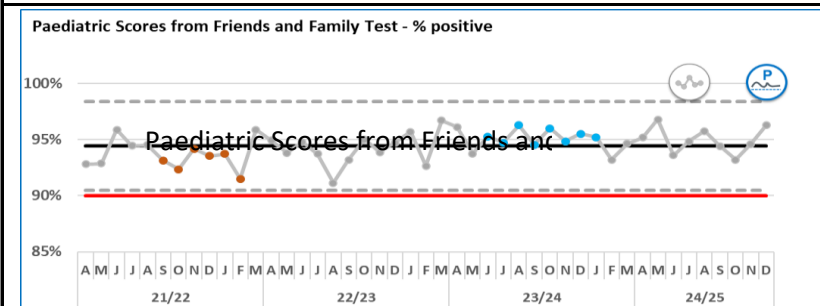 Paediatric Scores from Friends and Family Test - % positive
P
100%
95%
Paediatric Scores from Friends and
90%
85%
A M J J A S O N D J F M A M J J A S O N D J F M A M J J A S O N D J F M A M J J A S O N D
21/22 22/23 23/24 24/25